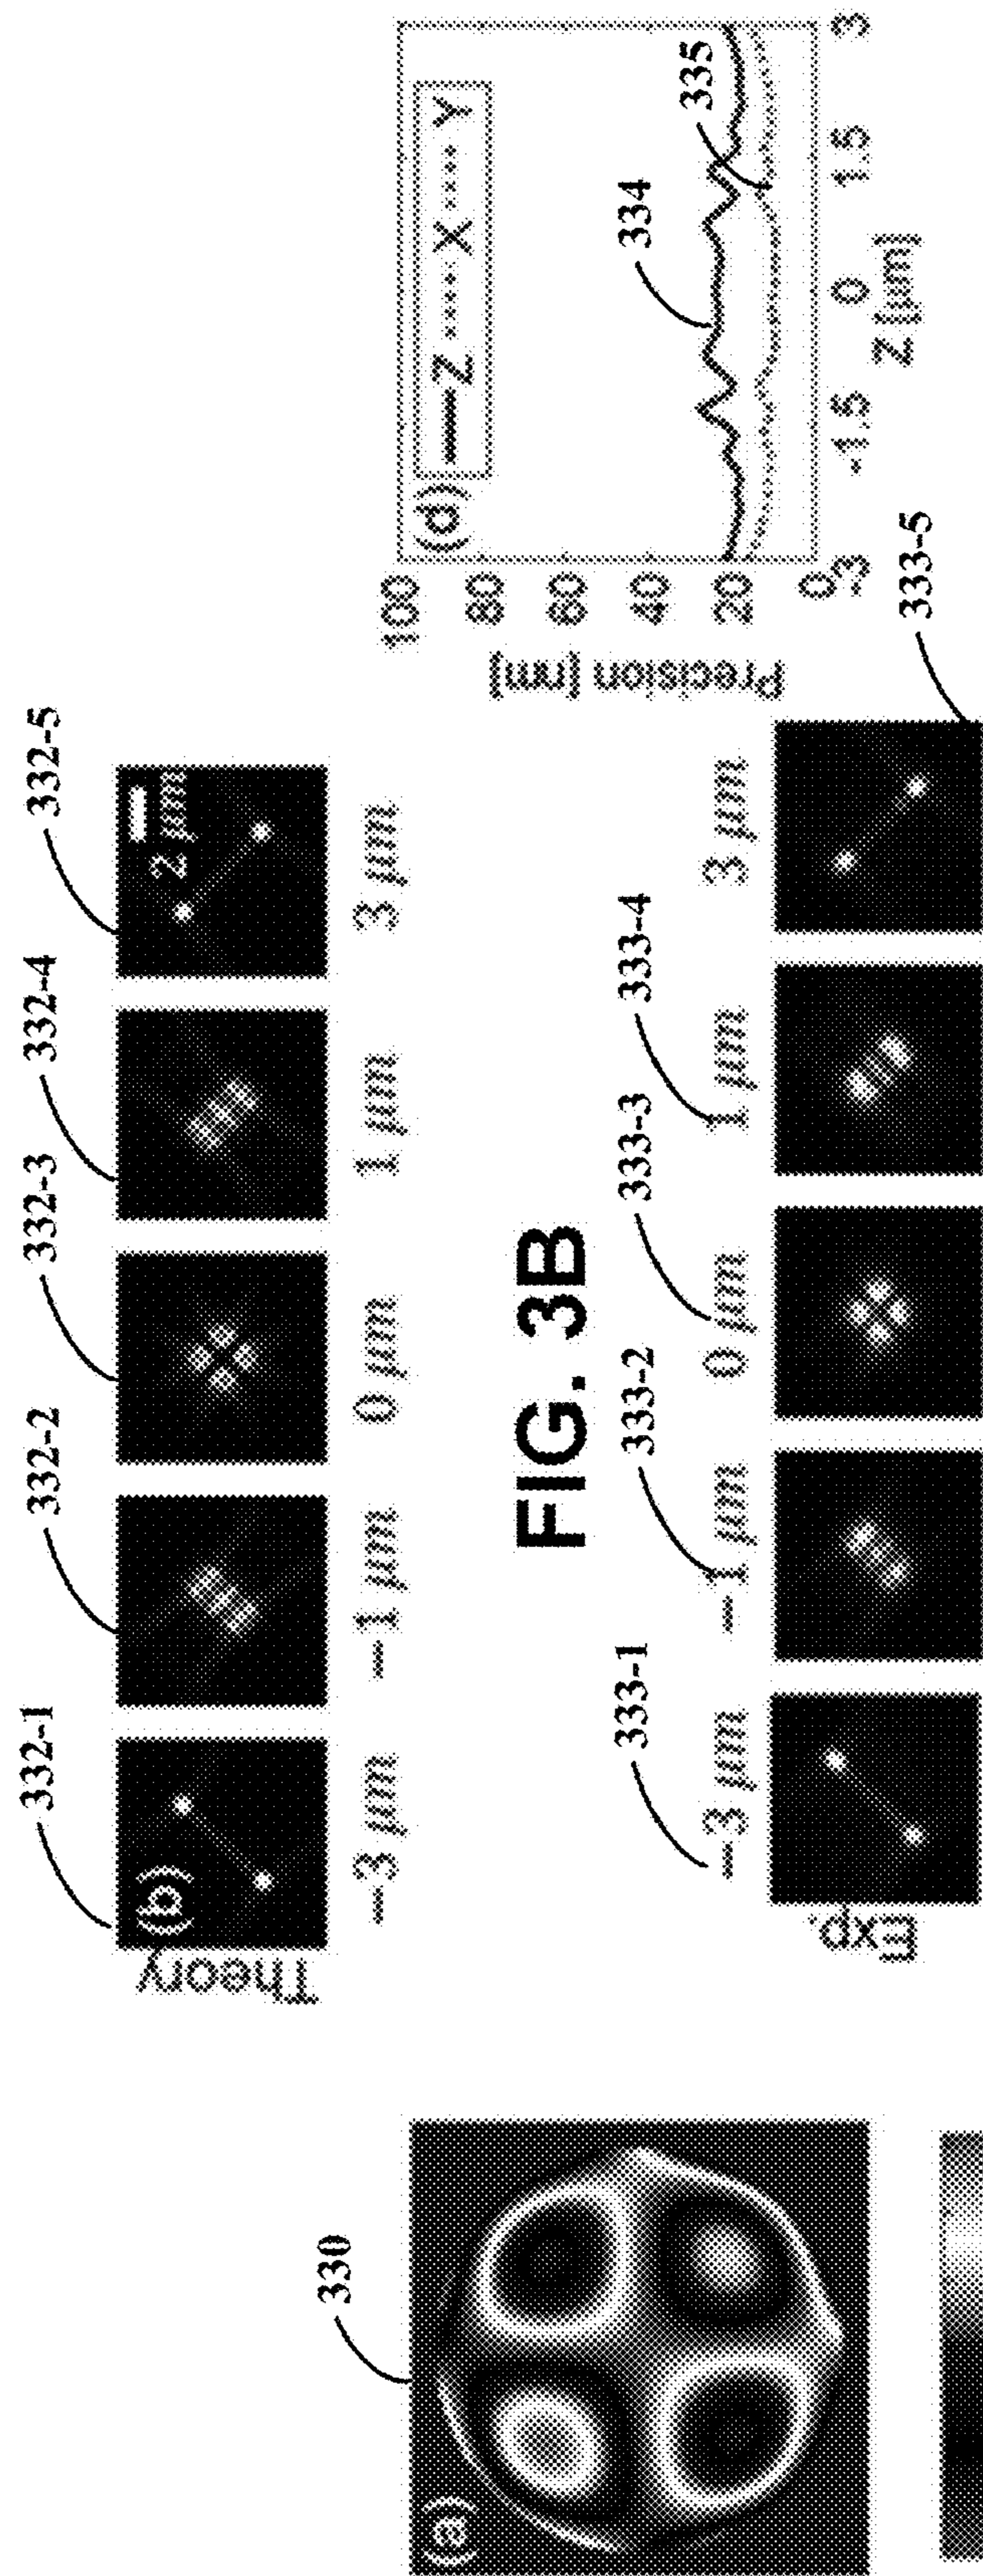 330
(a)
332-1
332-2
332-3
332-4
332-5
Theory
(b)
2 μm
−3 μm
−1 μm
0 μm
1 μm
3 μm
FIG. 3B
333-1
333-2
333-3
333-4
−3 μm
−1 μm
0 μm
1 μm
3 μm
Exp.
333-5
(d)
Z X Y
334
335
Precision [nm]
100
80
60
40
20
0
-3 -1.5 0 1.5 3
Z [μm]